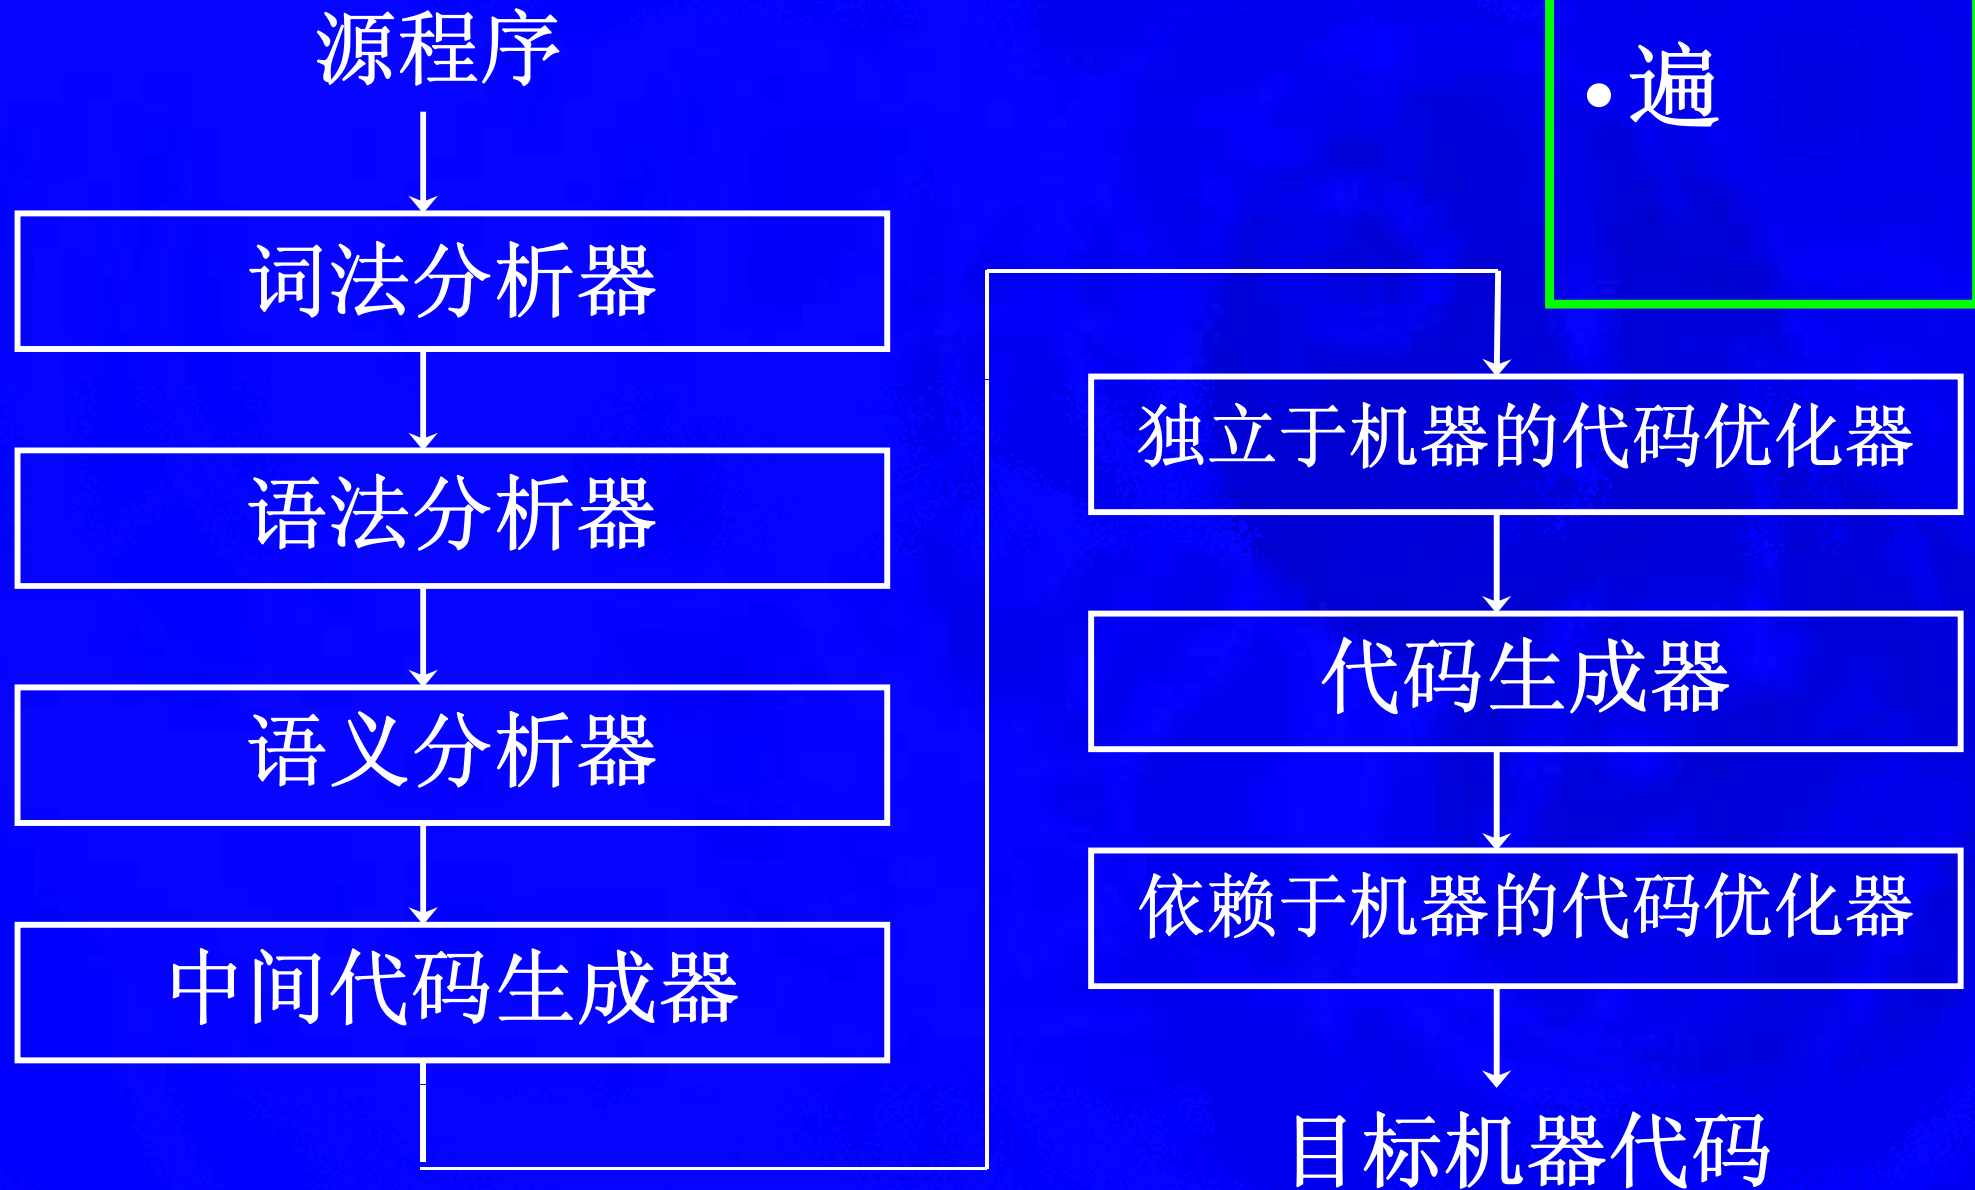 源程序
词法分析器
语法分析器
语义分析器
中间代码生成器
• 遍
独立于机器的代码优化器
代码生成器
依赖于机器的代码优化器
目标机器代码